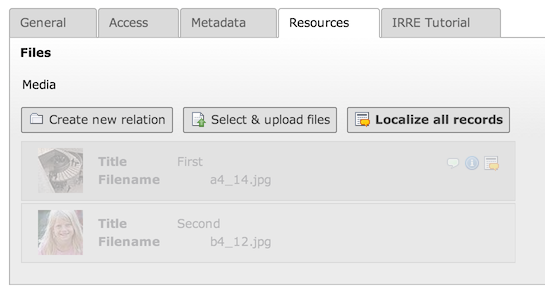 General Access Metadata Resources IRRE Tutorial
Files
Media
Create new relation Select & upload files Localize all records
Title First
Filename a4_14.jpg
Title Second
Filename b4_12.jpg